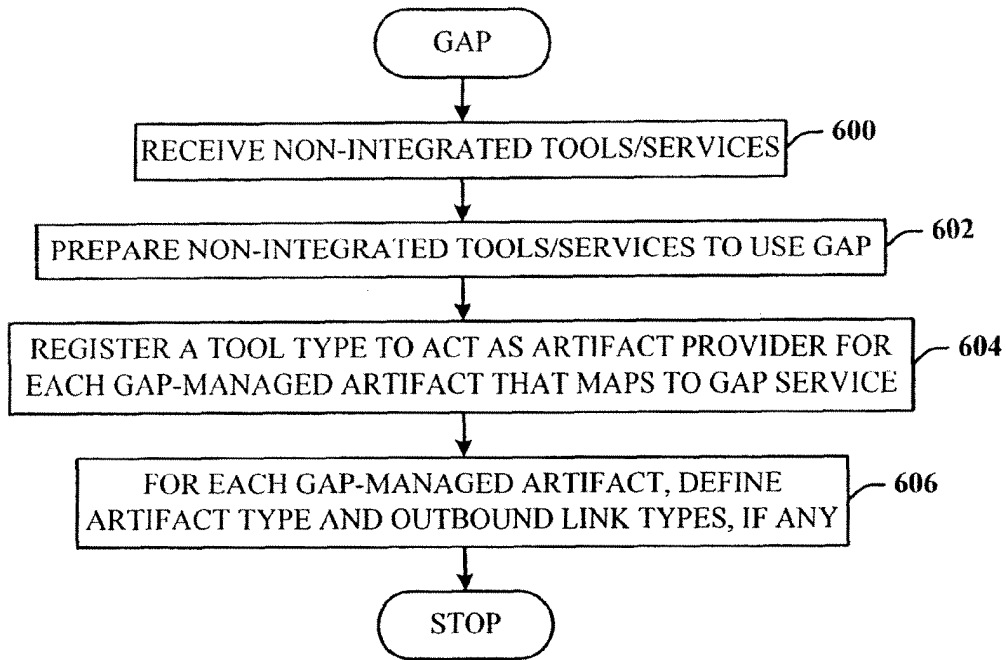 GAP
RECEIVE NON-INTEGRATED TOOLS/SERVICES
600
PREPARE NON-INTEGRATED TOOLS/SERVICES TO USE GAP
602
REGISTER A TOOL TYPE TO ACT AS ARTIFACT PROVIDER FOR
EACH GAP-MANAGED ARTIFACT THAT MAPS TO GAP SERVICE
604
FOR EACH GAP-MANAGED ARTIFACT, DEFINE
ARTIFACT TYPE AND OUTBOUND LINK TYPES, IF ANY
606
STOP